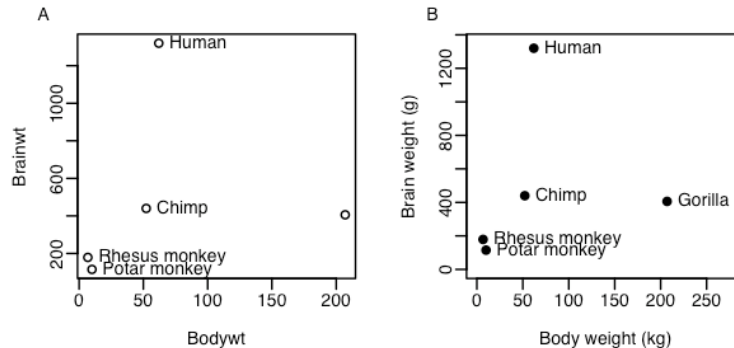 A
Human
Chimp
Rhesus monkey
Potar monkey
200
600
1000
Brainwt
0
50
100
150
200
Bodywt
B
Human
Chimp
Gorilla
Rhesus monkey
Potar monkey
0
400
800
1200
Brain weight (g)
0
50
100
150
200
250
Body weight (kg)